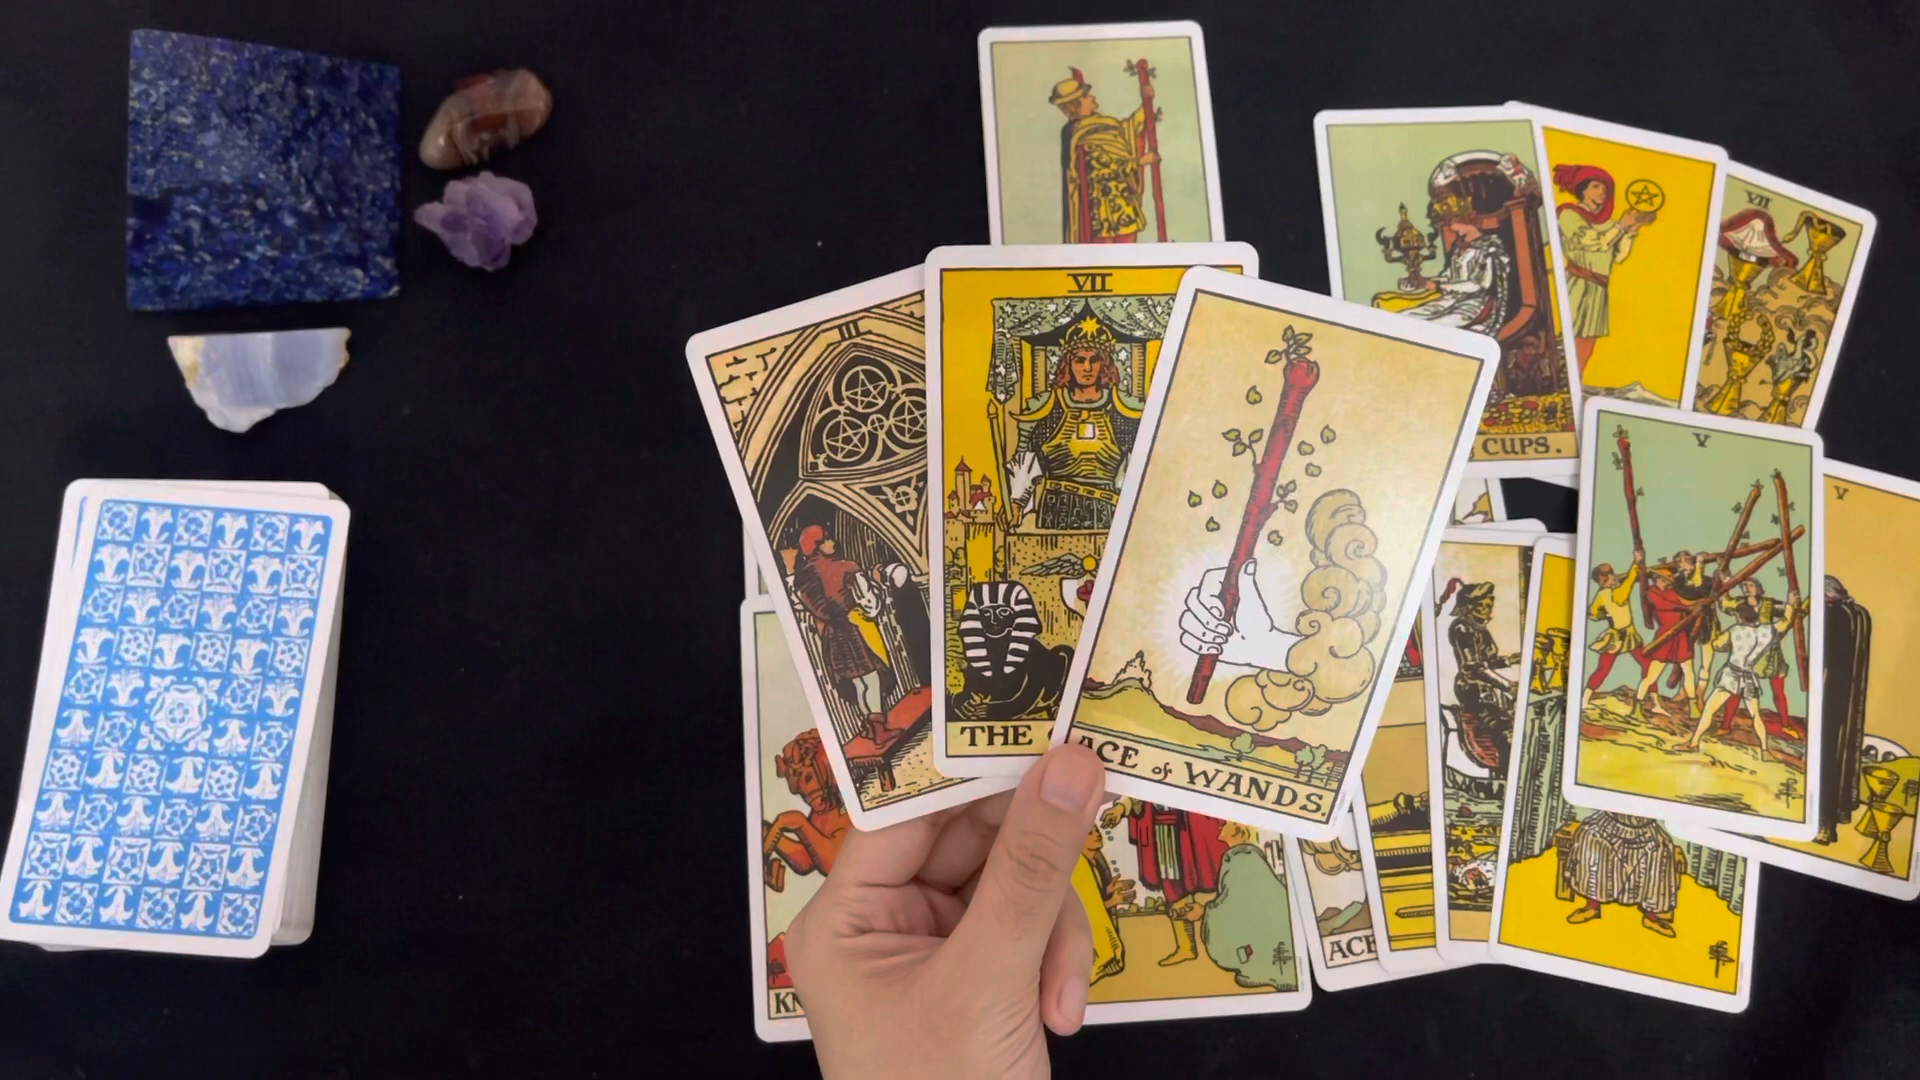 VII
CUPS.
VII
III
V
V
THE
ACE of WANDS.
ACE
KN